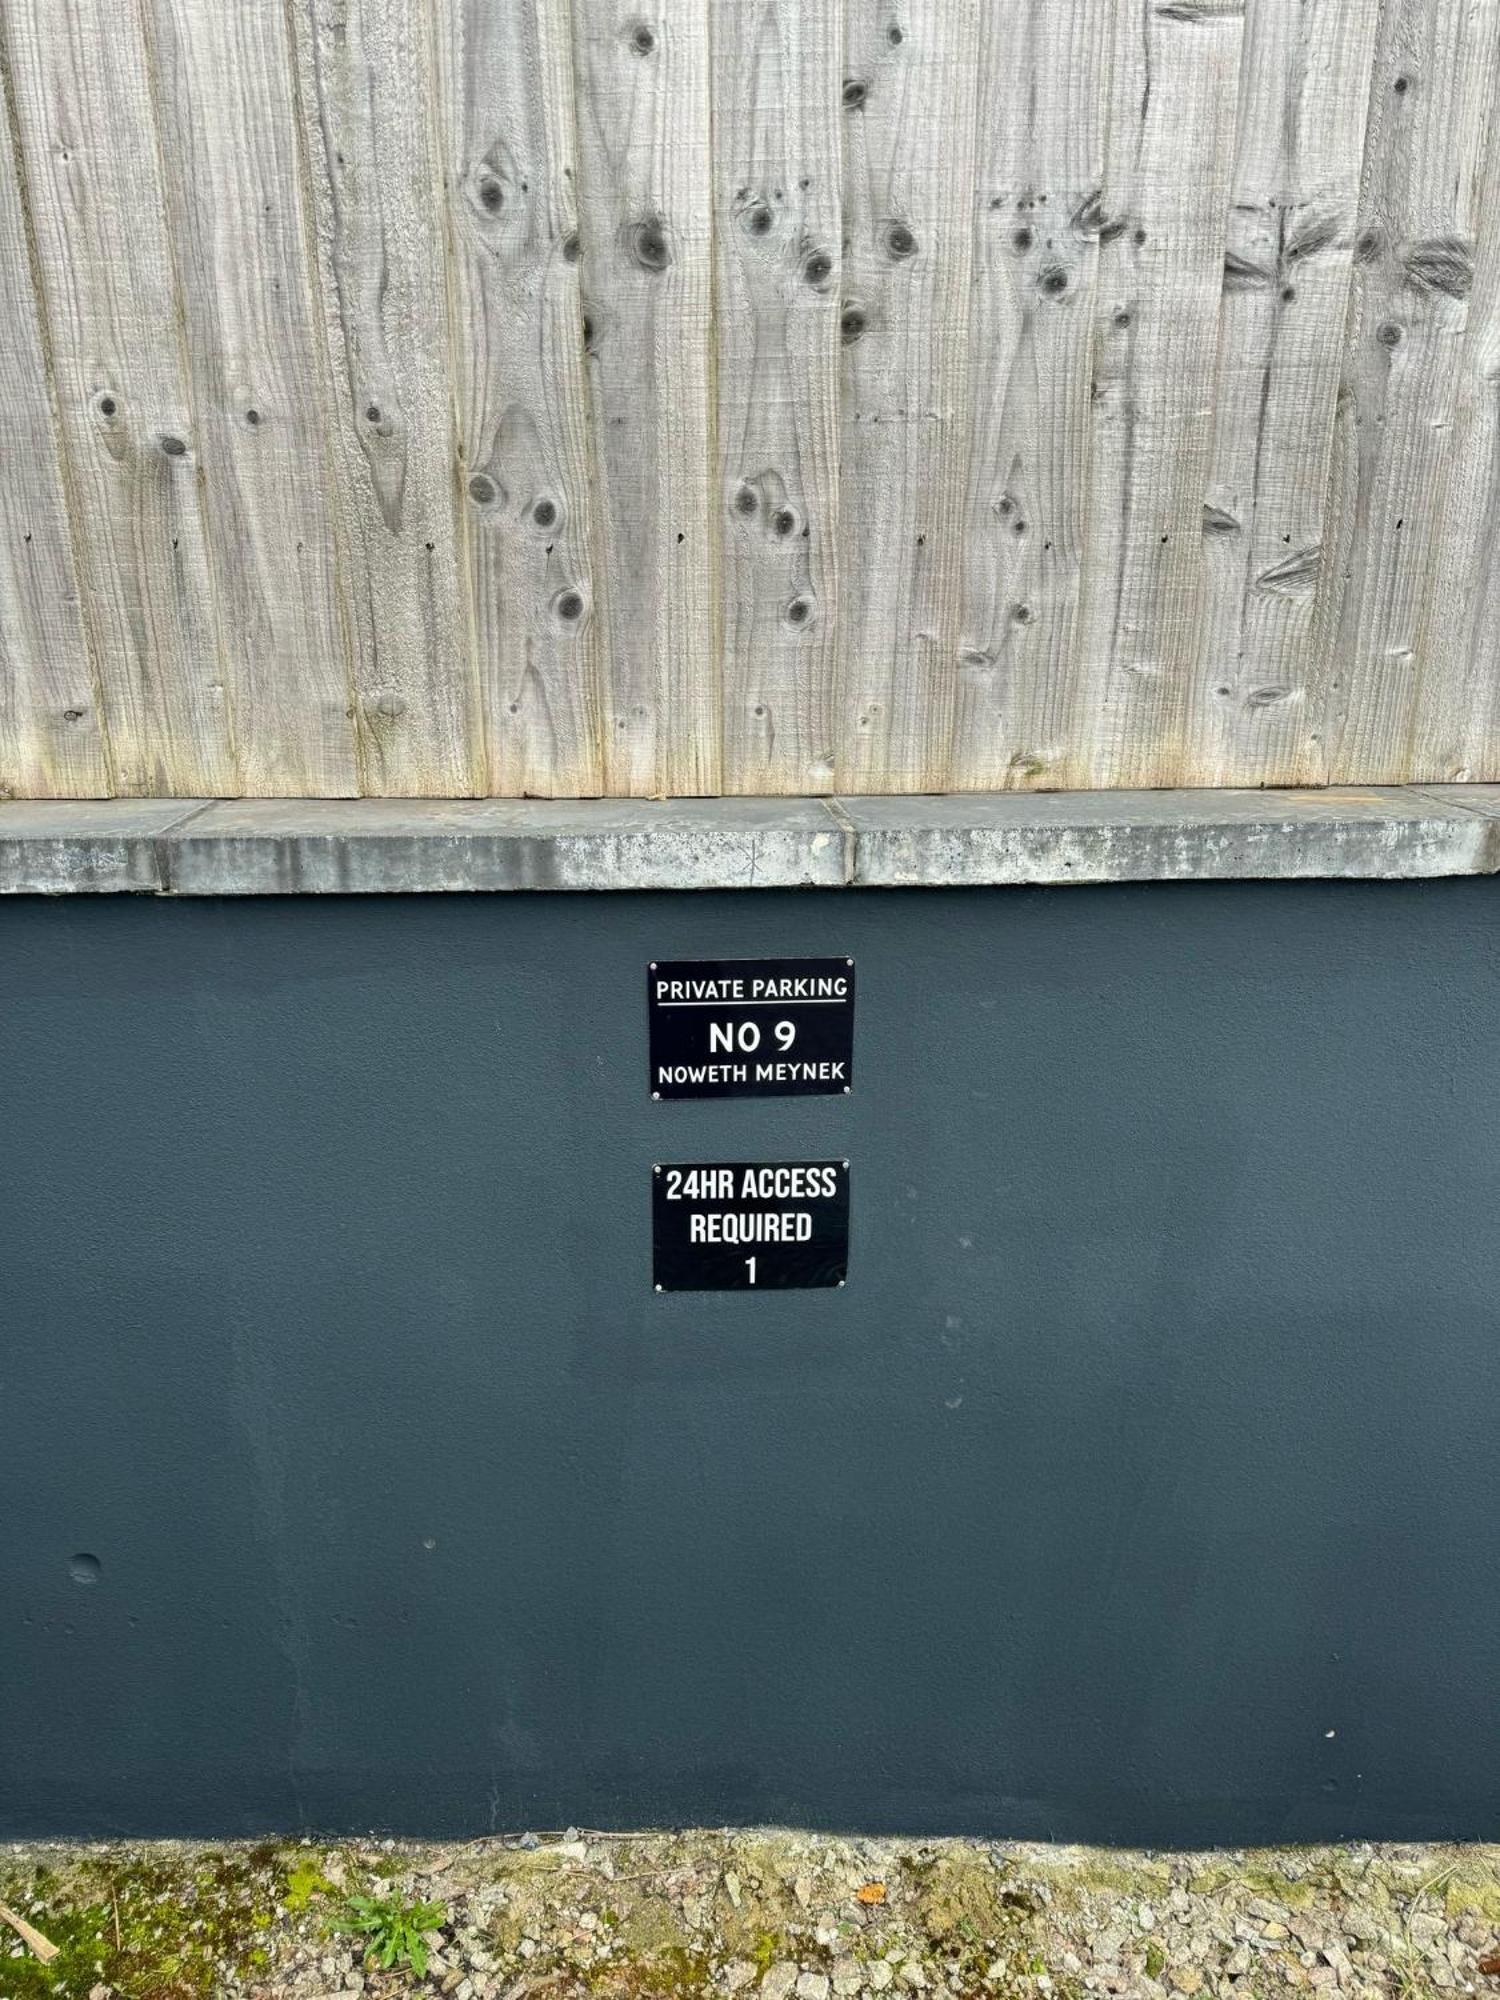 PRIVATE PARKING
NO 9
NOWETH MEYNEK
24HR ACCESS
REQUIRED
1